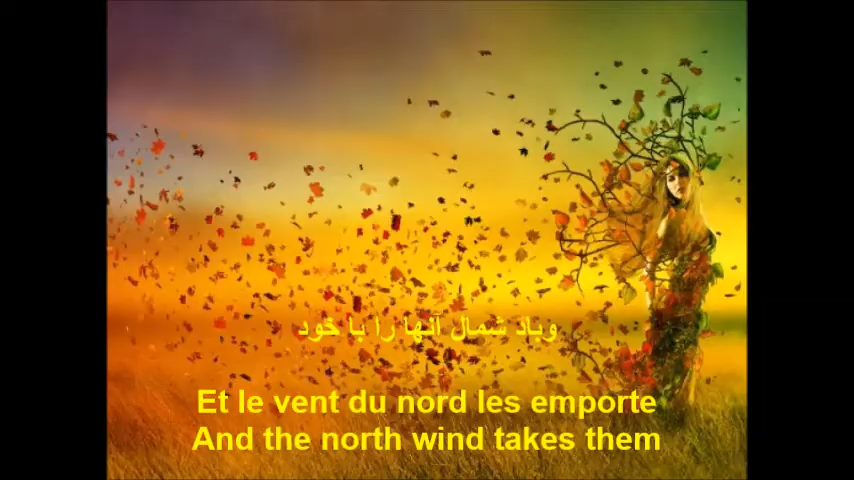 وباد شمال آنها را با خود
Et le vent du nord les emporte
And the north wind takes them